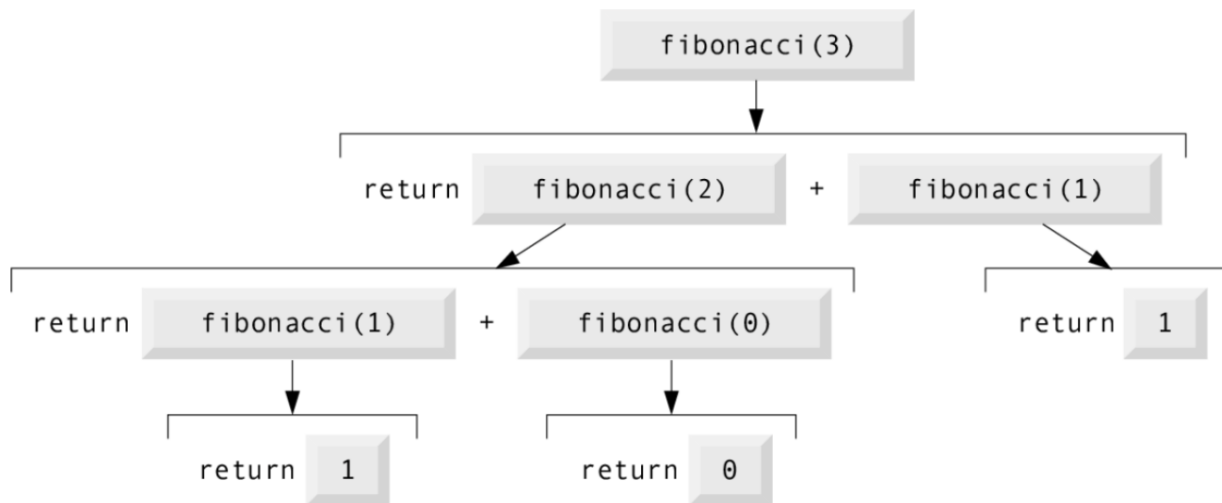 fibonacci(3)
return fibonacci(2) + fibonacci(1)
return fibonacci(1) + fibonacci(0)
return 1
return 1
return 0